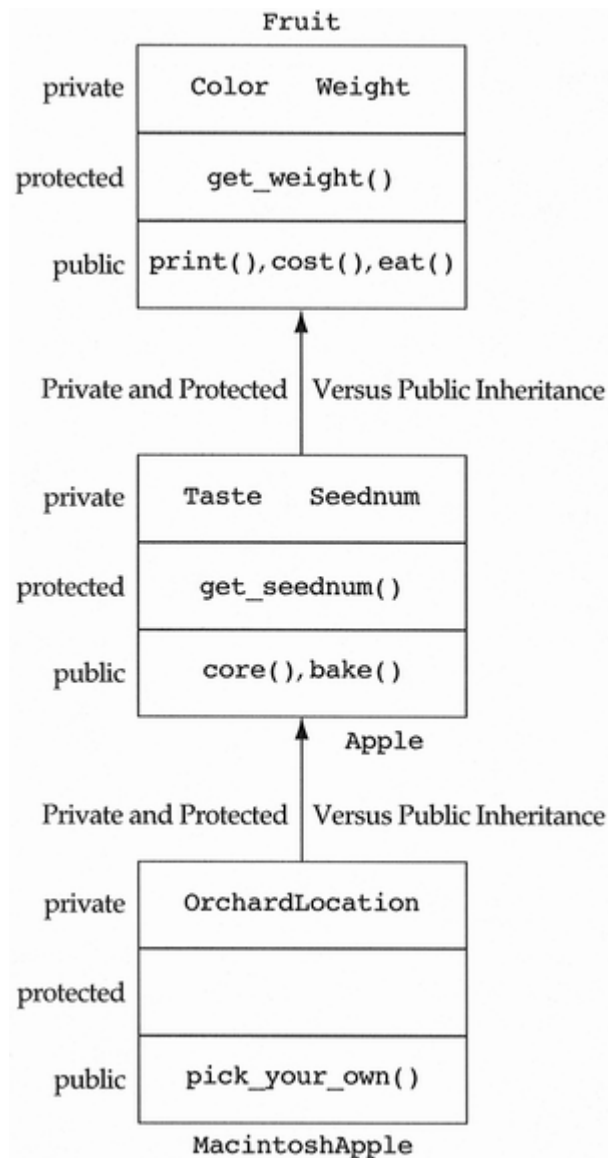 Fruit
private Color Weight
protected get_weight()
public print(),cost(),eat()
Private and Protected Versus Public Inheritance
private Taste Seednum
protected get_seednum()
public core(),bake()
Apple
Private and Protected Versus Public Inheritance
private OrchardLocation
protected
public pick_your_own()
MacintoshApple